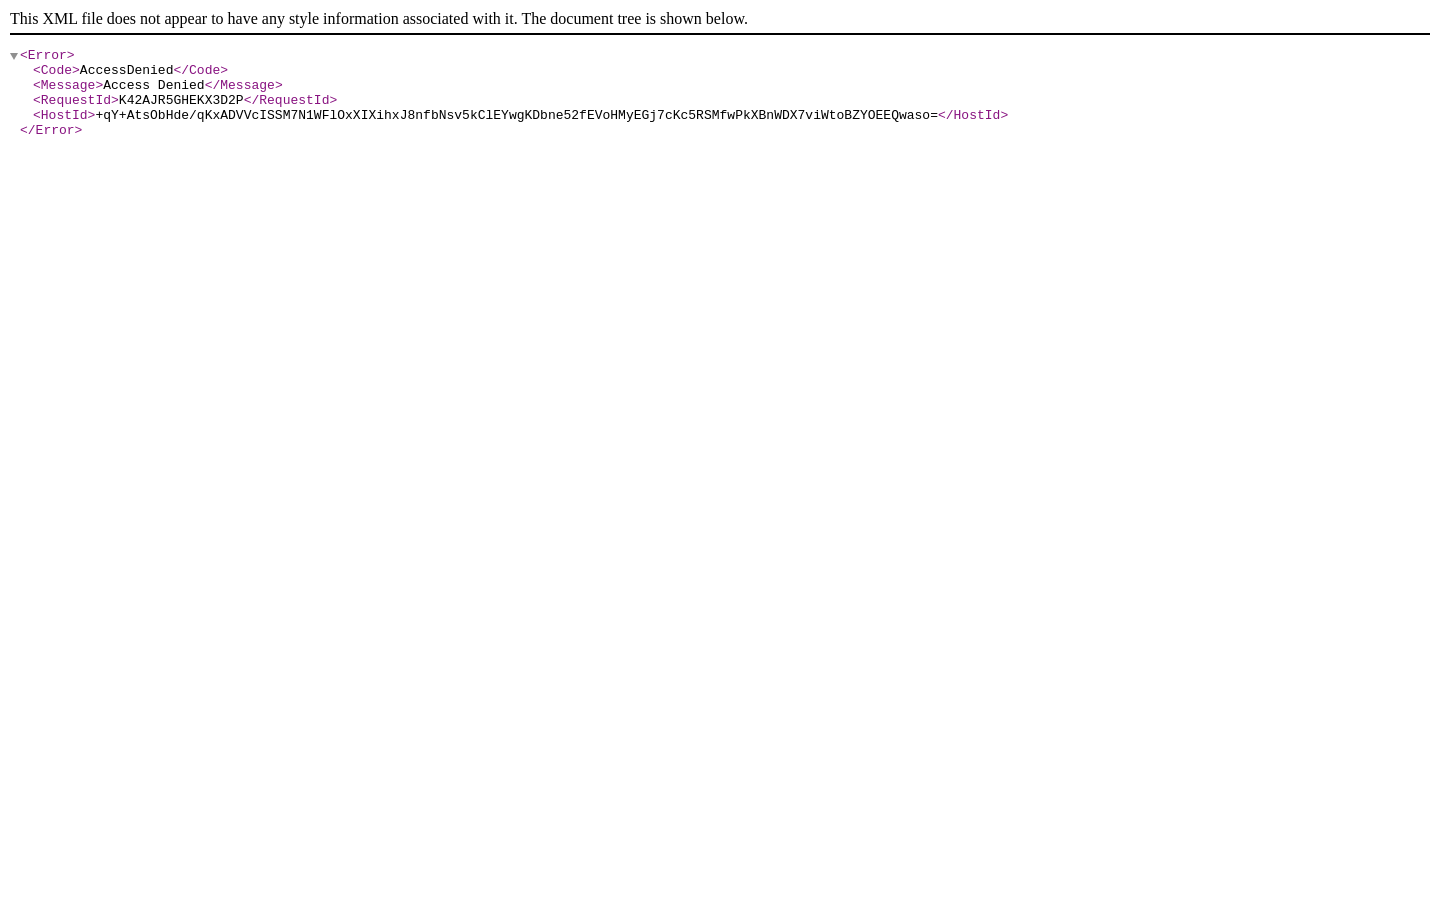 This XML file does not appear to have any style information associated with it. The document tree is shown below.
<Error>
<Code>AccessDenied</Code>
<Message>Access Denied</Message>
<RequestId>K42AJR5GHEKX3D2P</RequestId>
<HostId>+qY+AtsObHde/qKxADVVcISSM7N1WFlOxXIXihxJ8nfbNsv5kClEYwgKDbne52fEVoHMyEGj7cKc5RSMfwPkXBnWDX7viWtoBZYOEEQwaso=</HostId>
</Error>